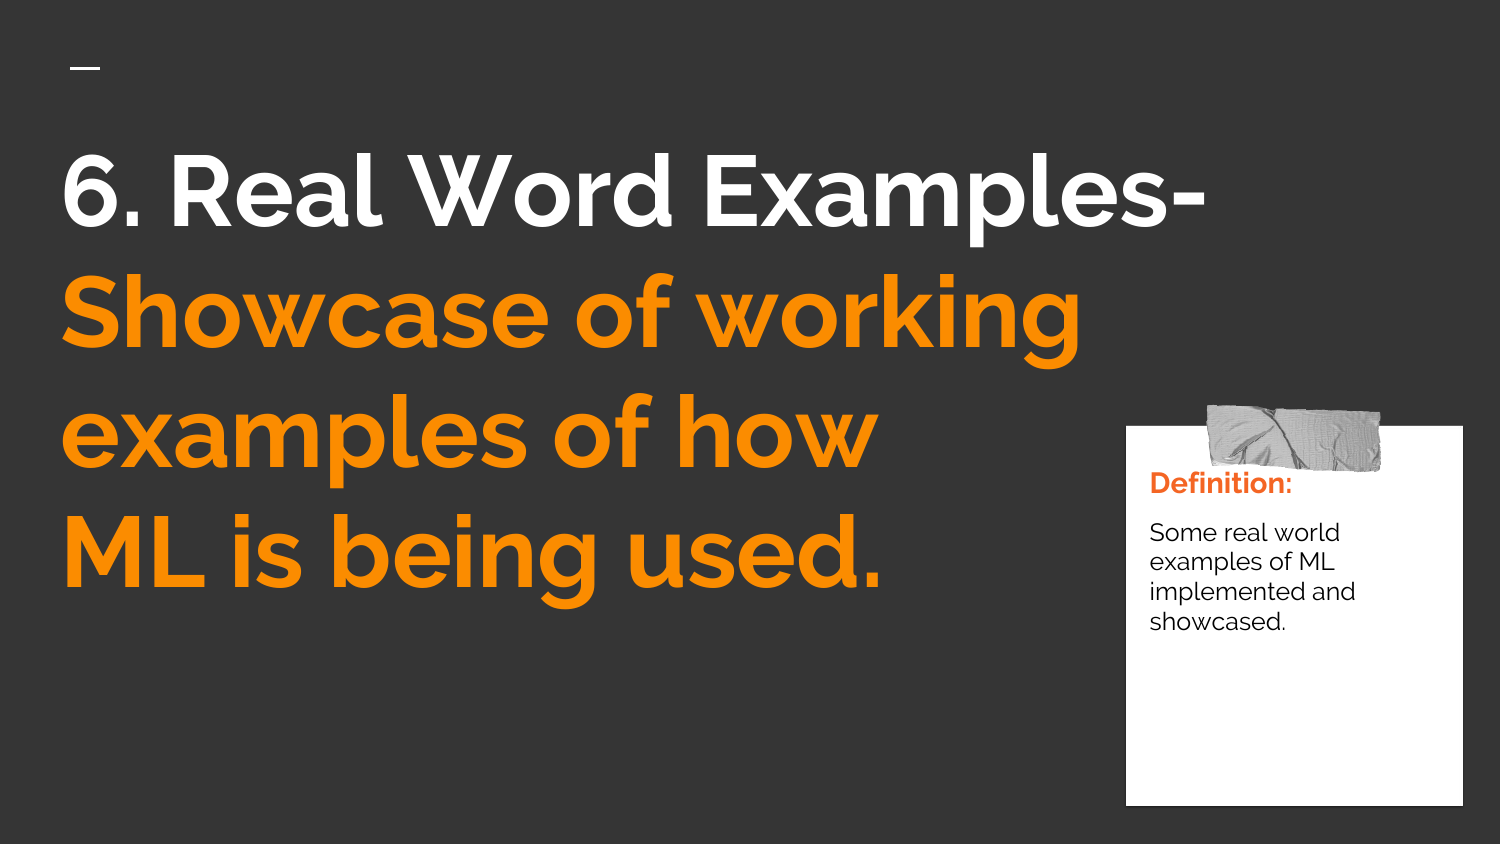 6. Real Word Examples-
Showcase of working
examples of how
ML is being used.
Definition:
Some real world
examples of ML
implemented and
showcased.